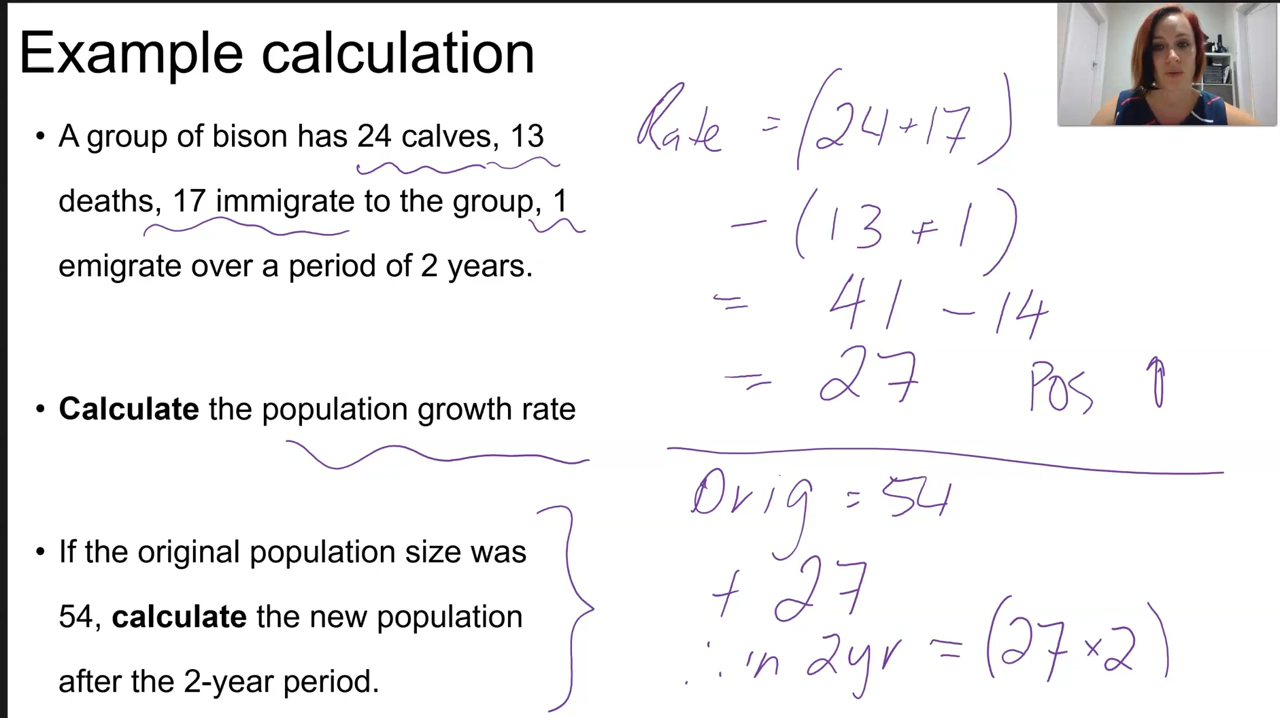 Example calculation
• A group of bison has 24 calves, 13
deaths, 17 immigrate to the group, 1
emigrate over a period of 2 years.
• Calculate the population growth rate
• If the original population size was
54, calculate the new population
after the 2-year period.
Rate = (24+17)
- (13 + 1)
= 41 - 14
= 27 Pos ↑
Orig = 54
+ 27
∴ in 2yr = (27×2)